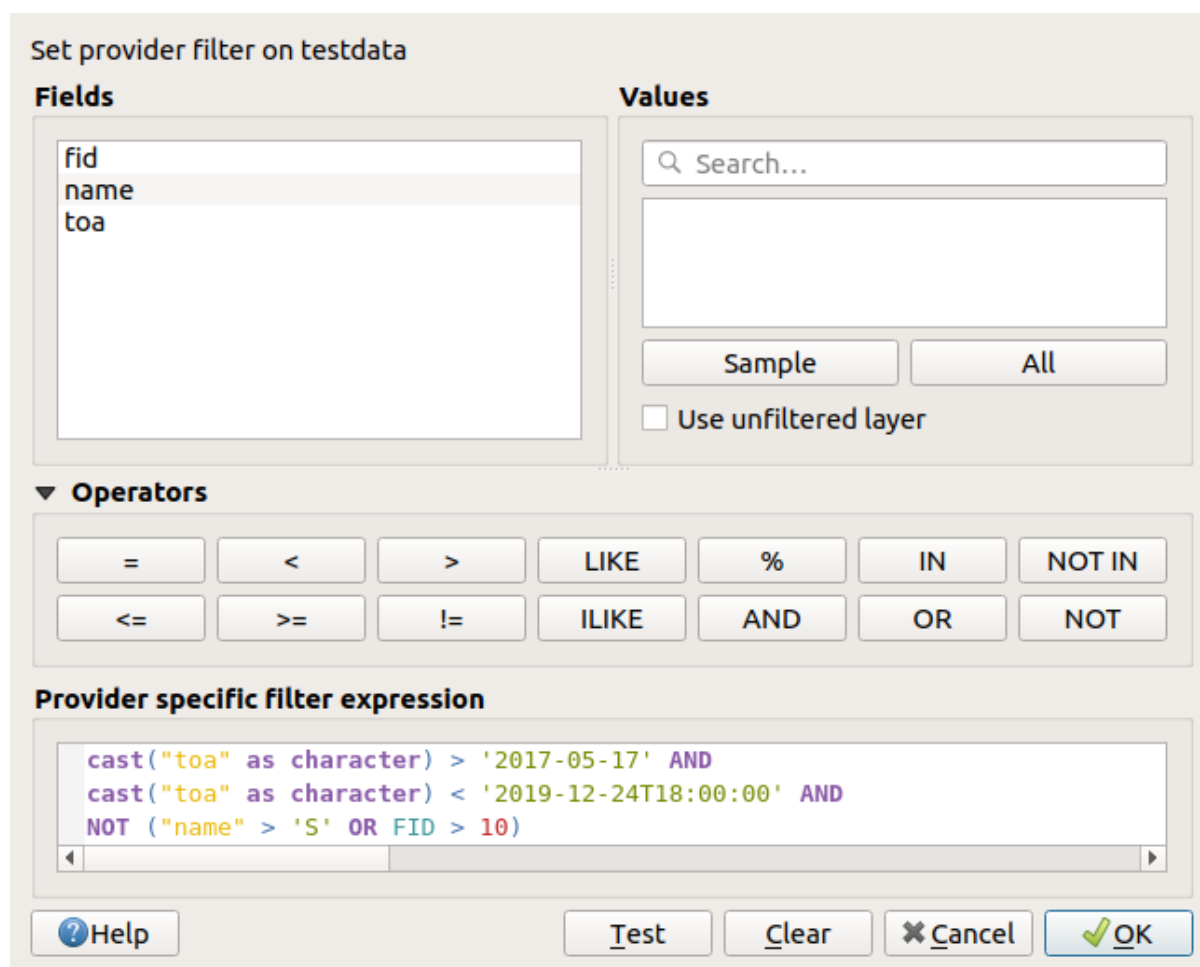 Set provider filter on testdata
Fields
Values
fid
name
toa
Search...
Sample All
Use unfiltered layer
Operators
= < > LIKE % IN NOT IN
<= >= != ILIKE AND OR NOT
Provider specific filter expression
cast("toa" as character) > '2017-05-17' AND
cast("toa" as character) < '2019-12-24T18:00:00' AND
NOT ("name" > 'S' OR FID > 10)
Help Test Clear Cancel OK